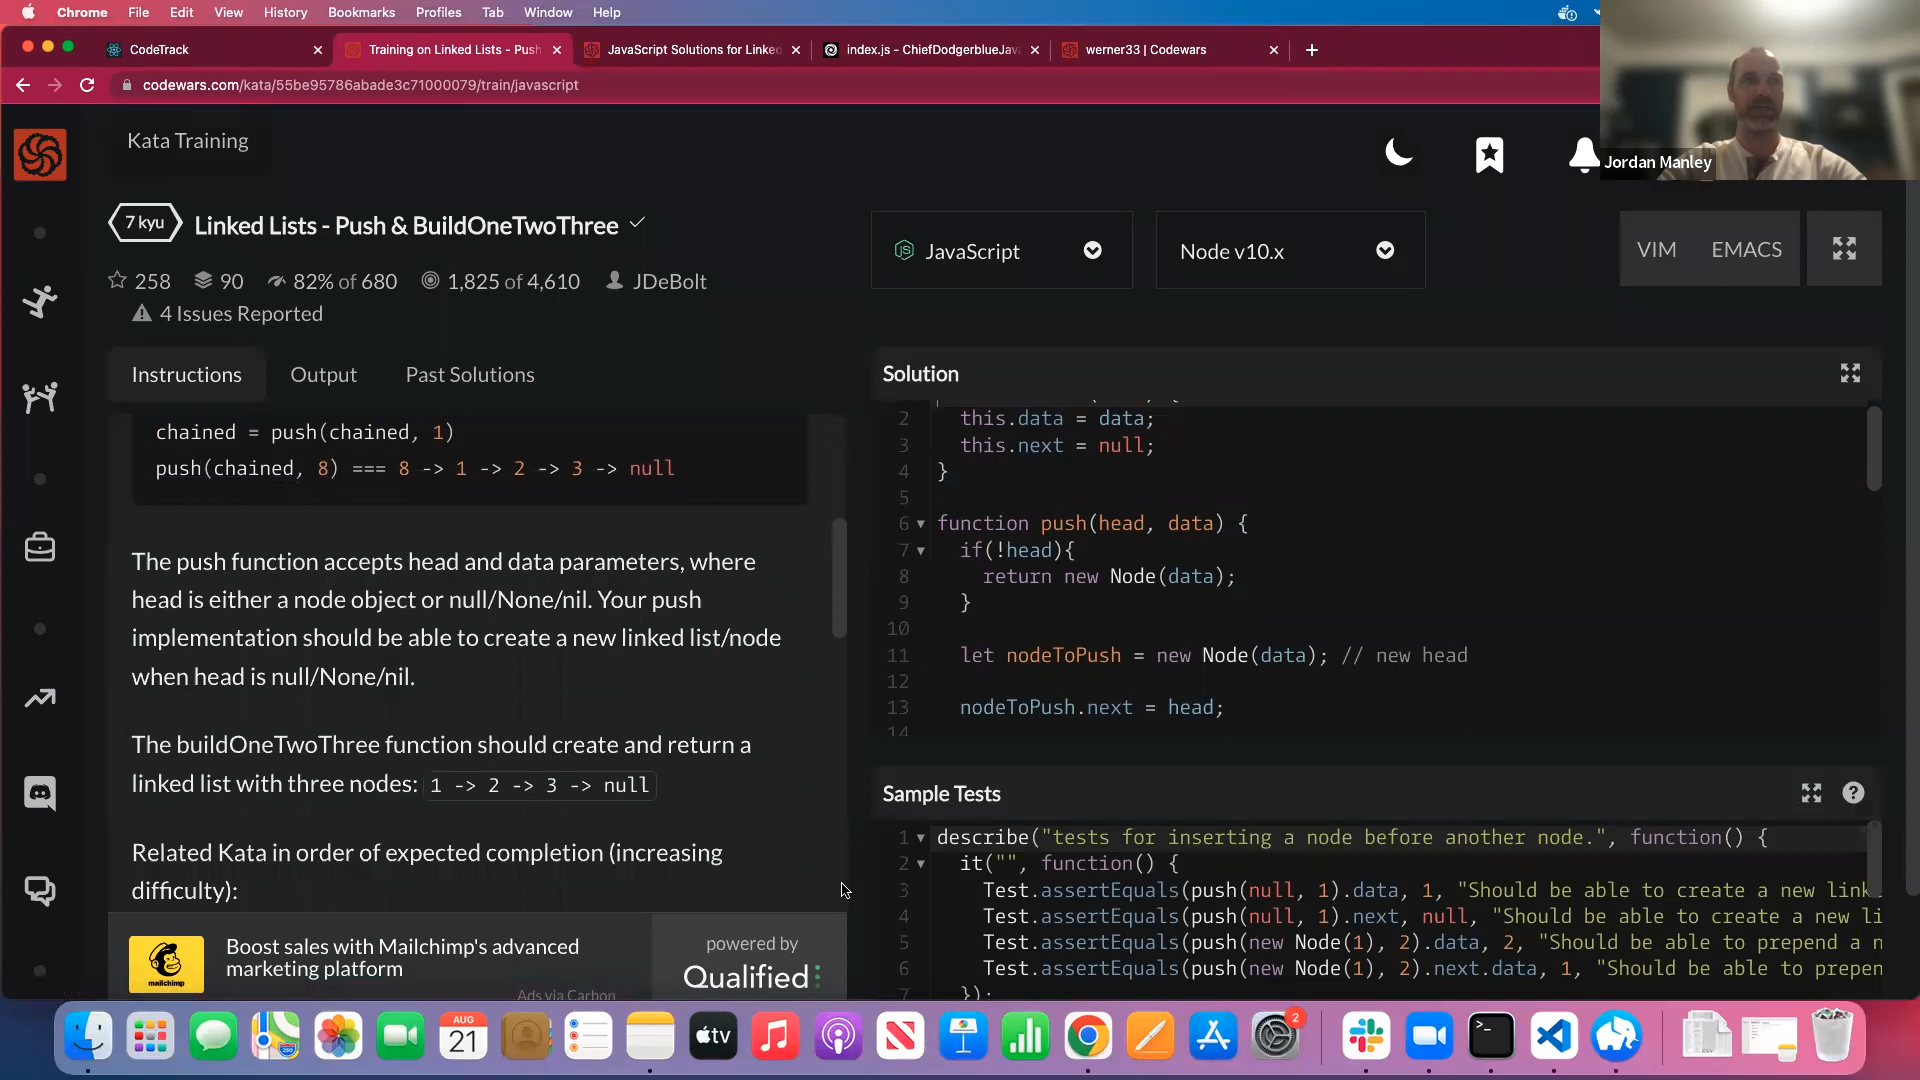 Chrome File Edit View History Bookmarks Profiles Tab Window Help
CodeTrack
Training on Linked Lists - Push
JavaScript Solutions for Linked
index.js - ChiefDodgerblueJava
werner33 | Codewars
codewars.com/kata/55be95786abade3c71000079/train/javascript
Jordan Manley
Kata Training
7 kyu
Linked Lists - Push & BuildOneTwoThree
258 90 82% of 680 1,825 of 4,610 JDeBolt
4 Issues Reported
JavaScript
Node v10.x
VIM EMACS
Instructions Output Past Solutions
chained = push(chained, 1)
push(chained, 8) === 8 -> 1 -> 2 -> 3 -> null
The push function accepts head and data parameters, where
head is either a node object or null/None/nil. Your push
implementation should be able to create a new linked list/node
when head is null/None/nil.
The buildOneTwoThree function should create and return a
linked list with three nodes: 1 -> 2 -> 3 -> null
Related Kata in order of expected completion (increasing
difficulty):
mailchimp
Boost sales with Mailchimp's advanced
marketing platform
Ads via Carbon
powered by
Qualified
Solution
2 this.data = data;
3 this.next = null;
4 }
5
6 function push(head, data) {
7 if(!head){
8 return new Node(data);
9 }
10
11 let nodeToPush = new Node(data); // new head
12
13 nodeToPush.next = head;
14
Sample Tests
1 describe("tests for inserting a node before another node.", function() {
2 it("", function() {
3 Test.assertEquals(push(null, 1).data, 1, "Should be able to create a new link
4 Test.assertEquals(push(null, 1).next, null, "Should be able to create a new li
5 Test.assertEquals(push(new Node(1), 2).data, 2, "Should be able to prepend a n
6 Test.assertEquals(push(new Node(1), 2).next.data, 1, "Should be able to prepen
7 });
AUG
21
tv
2